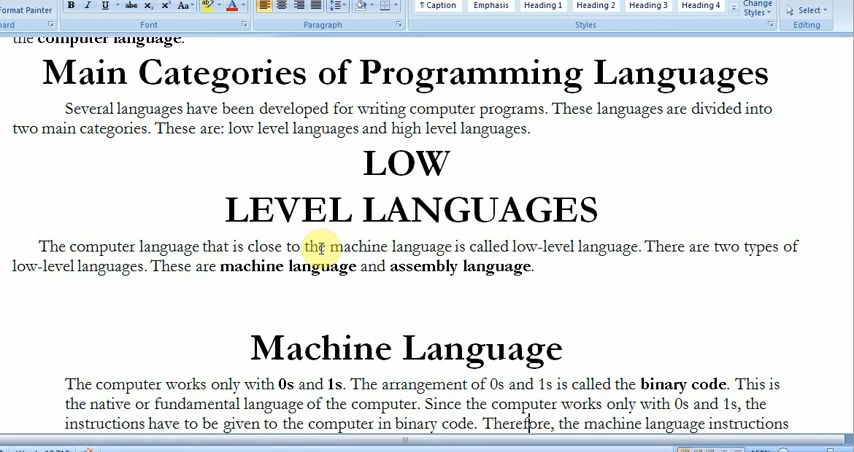 Format Painter
B I U abc x₂ x² Aa
¶ Caption Emphasis Heading 1 Heading 2 Heading 3 Heading 4 Change Styles Select
Font Paragraph Styles Editing
the computer language.
Main Categories of Programming Languages
Several languages have been developed for writing computer programs. These languages are divided into
two main categories. These are: low level languages and high level languages.
LOW
LEVEL LANGUAGES
The computer language that is close to the machine language is called low-level language. There are two types of
low-level languages. These are machine language and assembly language.
Machine Language
The computer works only with 0s and 1s. The arrangement of 0s and 1s is called the binary code. This is
the native or fundamental language of the computer. Since the computer works only with 0s and 1s, the
instructions have to be given to the computer in binary code. Therefore, the machine language instructions